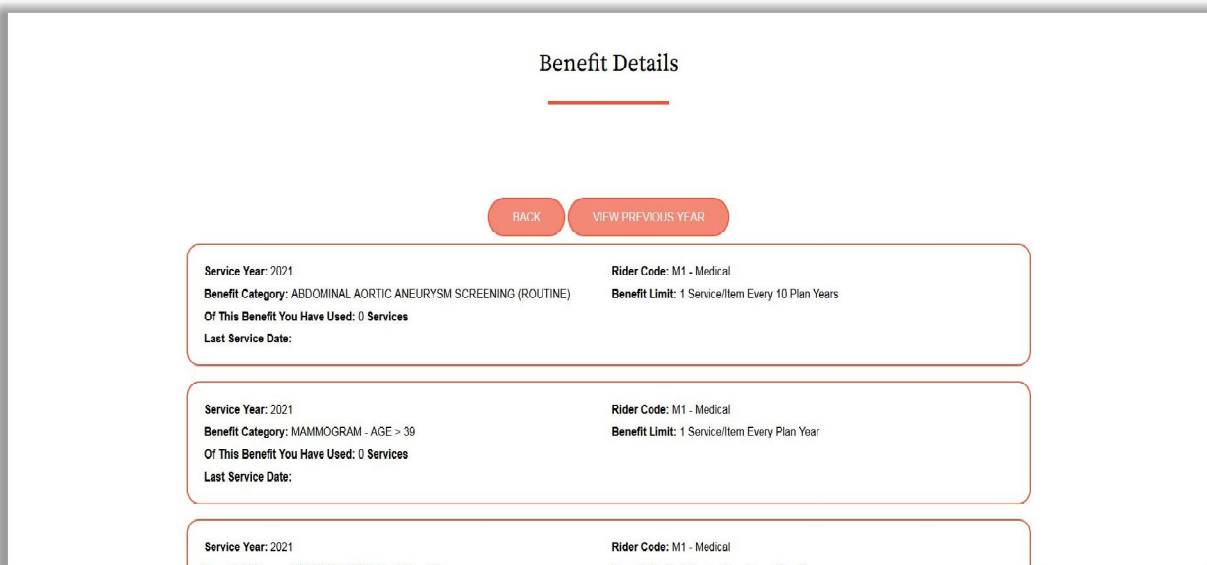 Benefit Details
BACK VIEW PREVIOUS YEAR
Service Year: 2021 Rider Code: M1 - Medical
Benefit Category: ABDOMINAL AORTIC ANEURYSM SCREENING (ROUTINE) Benefit Limit: 1 Service/Item Every 10 Plan Years
Of This Benefit You Have Used: 0 Services
Last Service Date:
Service Year: 2021 Rider Code: M1 - Medical
Benefit Category: MAMMOGRAM - AGE > 39 Benefit Limit: 1 Service/Item Every Plan Year
Of This Benefit You Have Used: 0 Services
Last Service Date:
Service Year: 2021 Rider Code: M1 - Medical